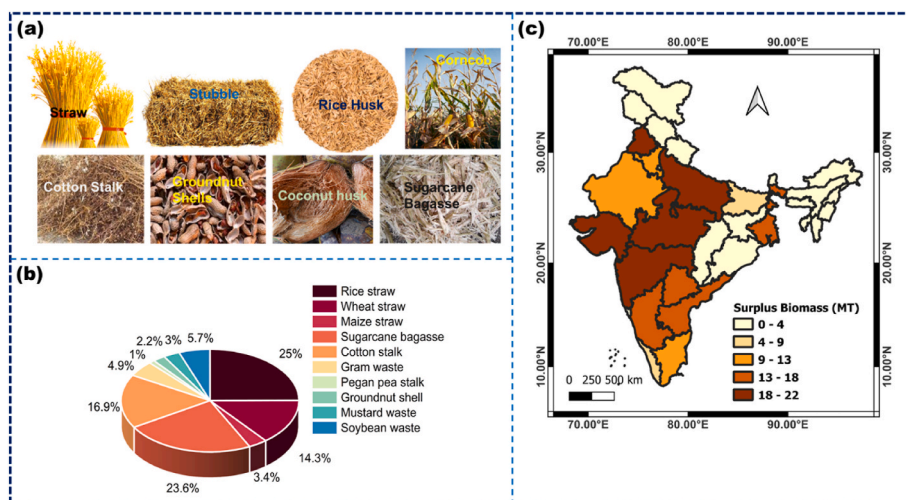 (a)
Straw
Stubble
Rice Husk
Corncob
Cotton Stalk
Groundnut
Shells
Coconut husk
Sugarcane
Bagasse
(b)
Rice straw
Wheat straw
Maize straw
Sugarcane bagasse
Cotton stalk
Gram waste
Pegan pea stalk
Groundnut shell
Mustard waste
Soybean waste
25%
14.3%
3.4%
23.6%
16.9%
4.9%
1%
2.2%
3%
5.7%
(c)
70.00°E 80.00°E 90.00°E
30.00°N 30.00°N
20.00°N 20.00°N
10.00°N 10.00°N
Surplus Biomass (MT)
0 - 4
4 - 9
9 - 13
13 - 18
18 - 22
0 250 500 km
70.00°E 80.00°E 90.00°E